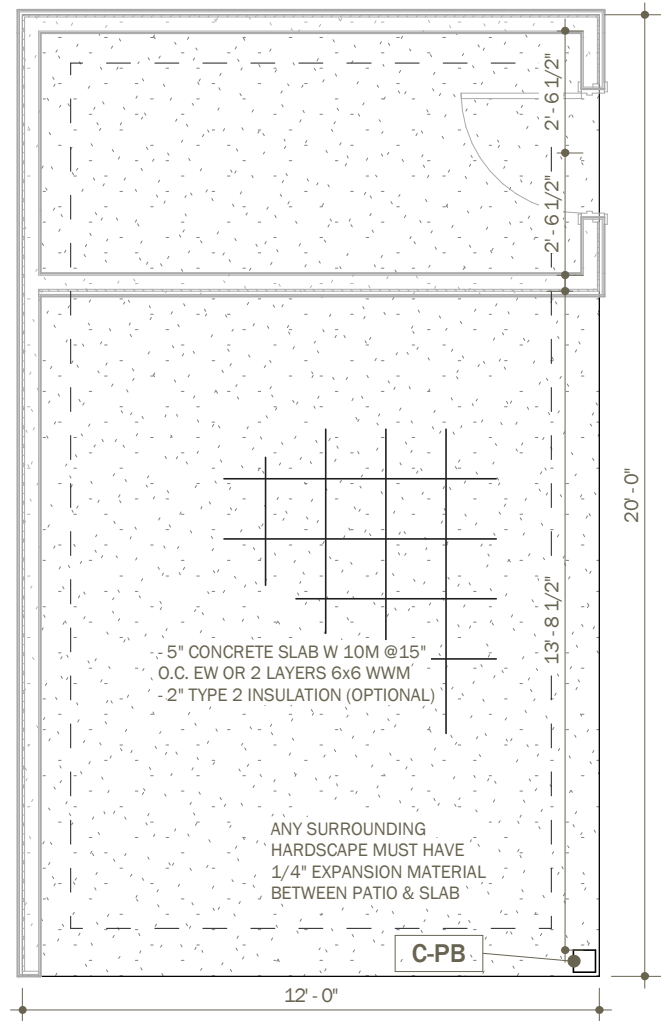 2' - 6 1/2"
2' - 6 1/2"
20' - 0"
13' - 8 1/2"
- 5" CONCRETE SLAB W 10M @15"
O.C. EW OR 2 LAYERS 6x6 WWM
- 2" TYPE 2 INSULATION (OPTIONAL)
ANY SURROUNDING
HARDSCAPE MUST HAVE
1/4" EXPANSION MATERIAL
BETWEEN PATIO & SLAB
C-PB
12' - 0"